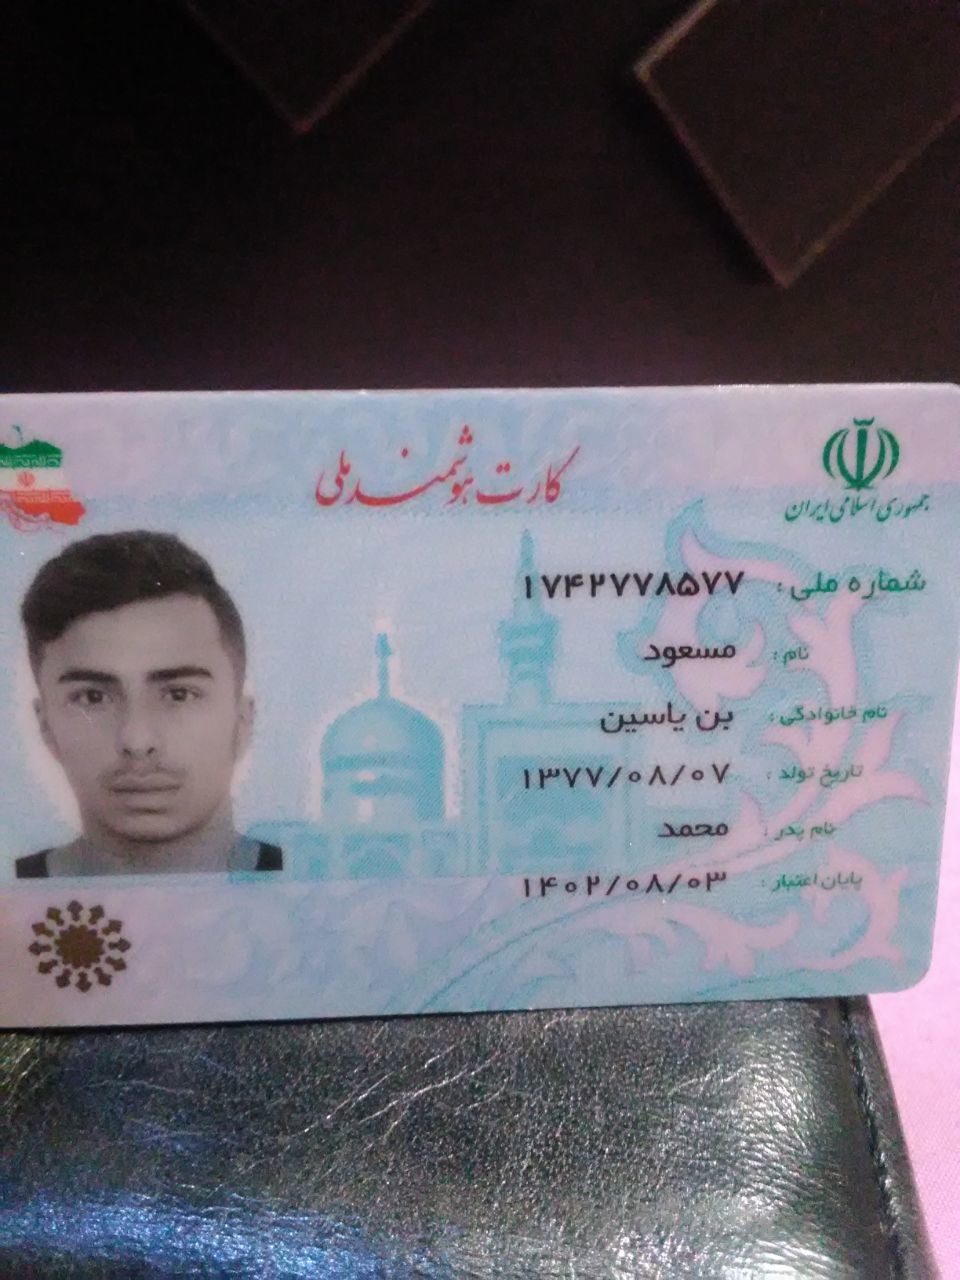 جمهوری اسلامی ایران
کارت هوشمند ملی
شماره ملی: ۱۷۴۲۷۷۸۵۷۷
نام: مسعود
نام خانوادگی: بن یاسین
تاریخ تولد: ۱۳۷۷/۰۸/۰۷
نام پدر: محمد
پایان اعتبار: ۱۴۰۲/۰۸/۰۳